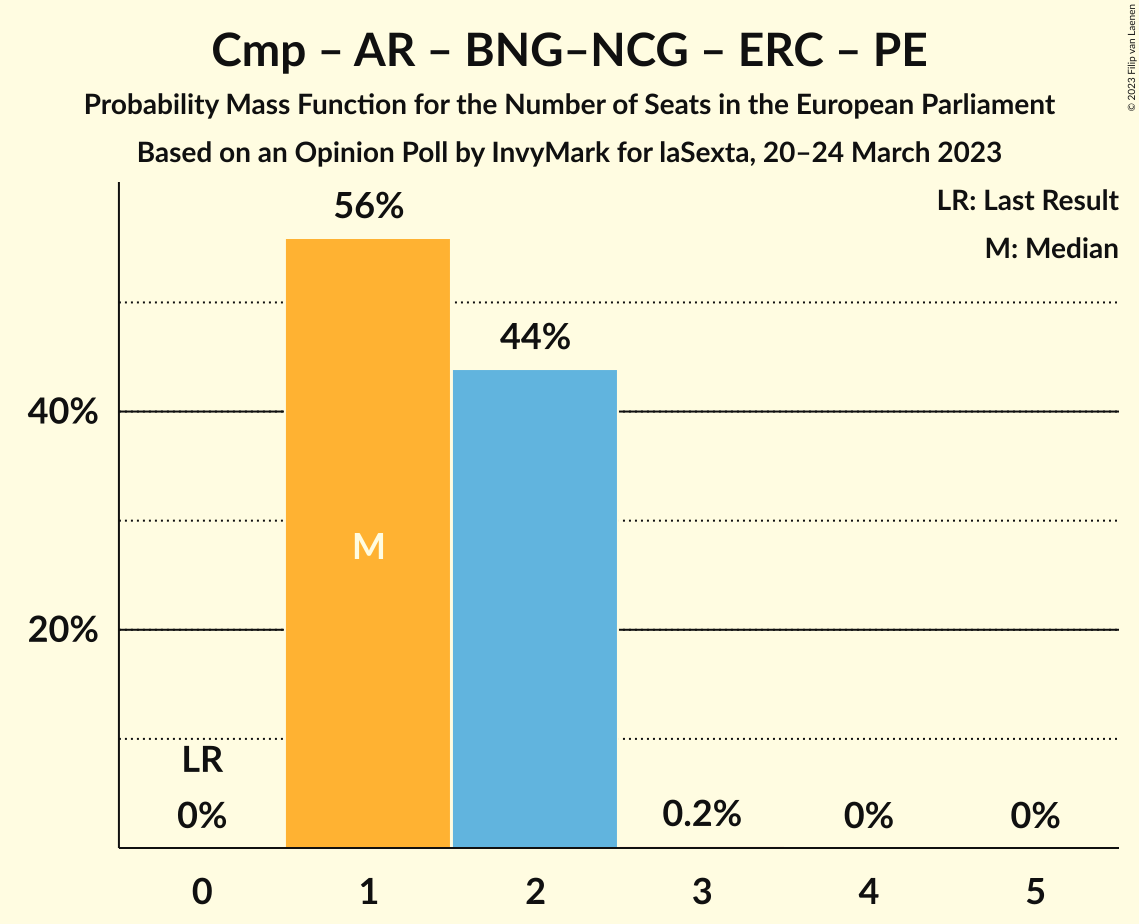 Cmp – AR – BNG–NCG – ERC – PE
Probability Mass Function for the Number of Seats in the European Parliament
Based on an Opinion Poll by InvyMark for laSexta, 20–24 March 2023
© 2023 Filip van Laenen
LR: Last Result
M: Median
56%
44%
40%
M
20%
LR
0%
0.2%
0%
0%
0
1
2
3
4
5